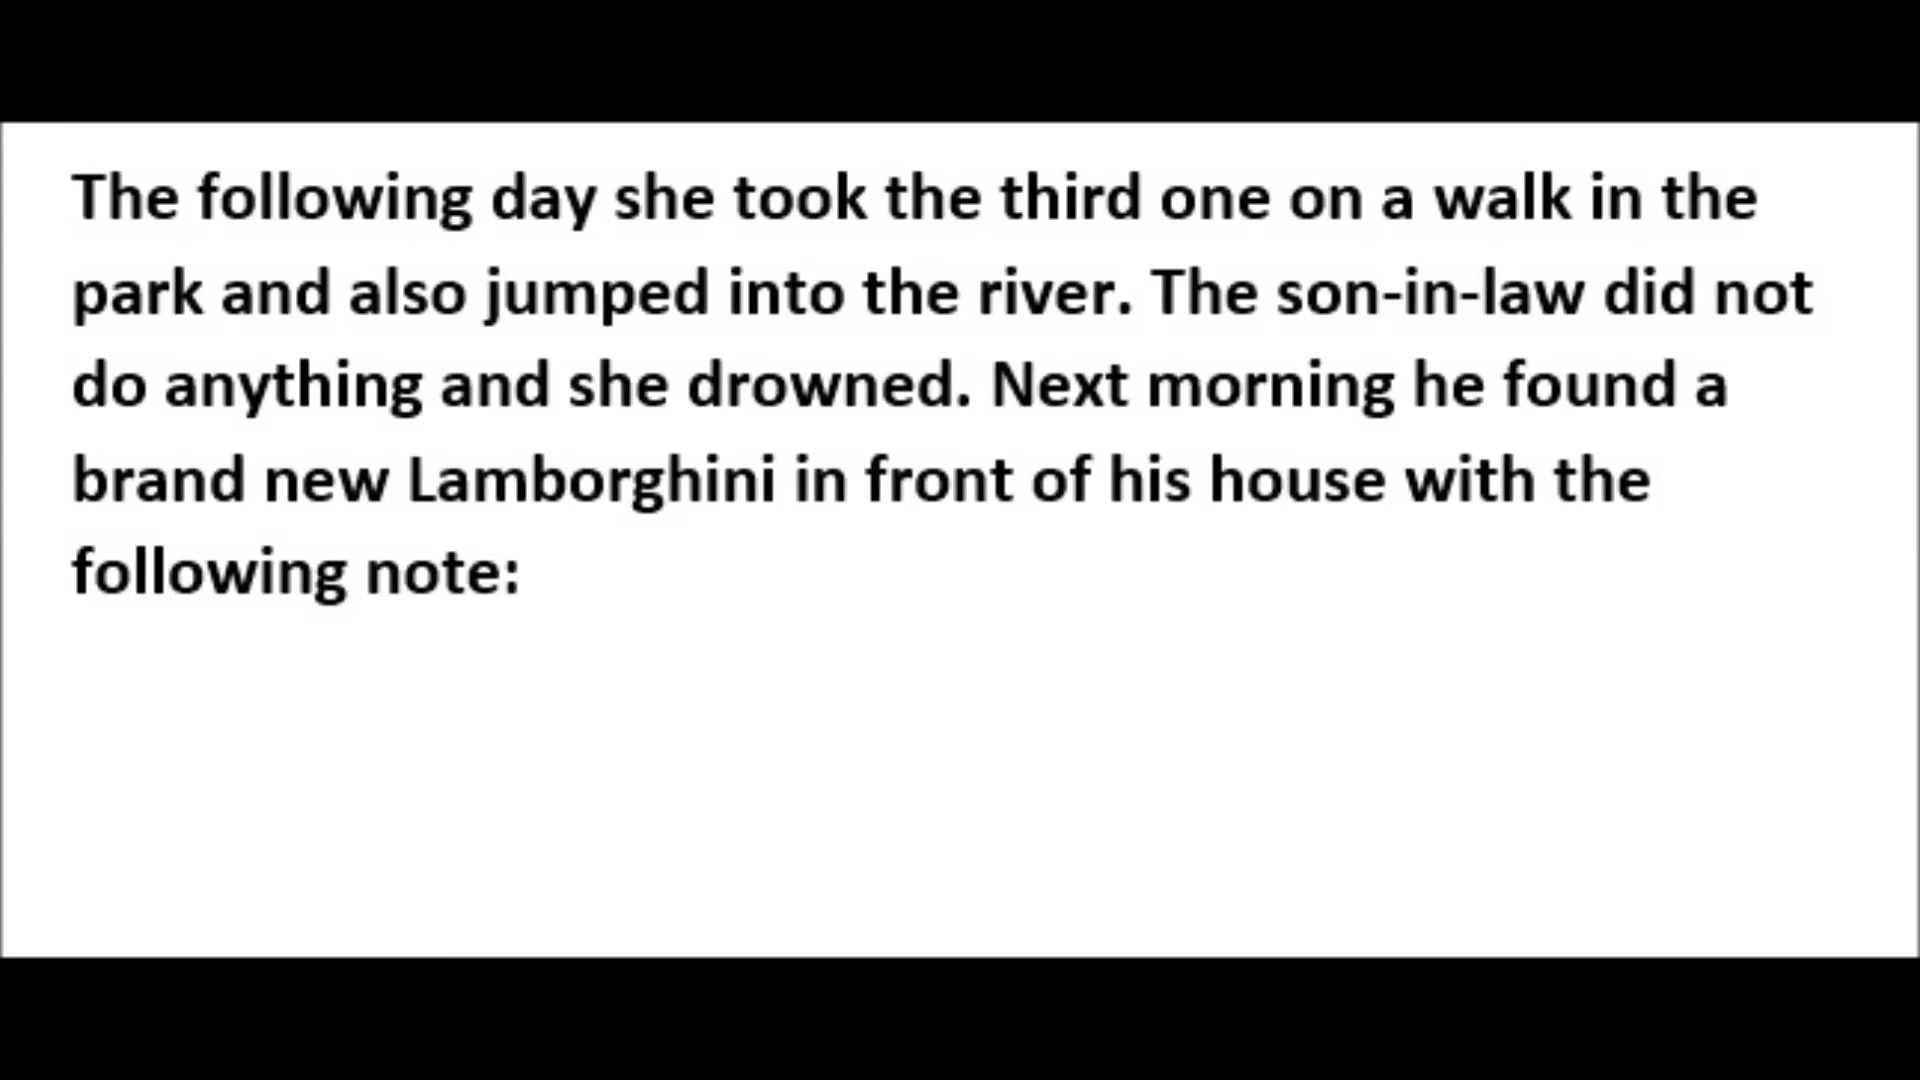 The following day she took the third one on a walk in the
park and also jumped into the river. The son-in-law did not
do anything and she drowned. Next morning he found a
brand new Lamborghini in front of his house with the
following note: